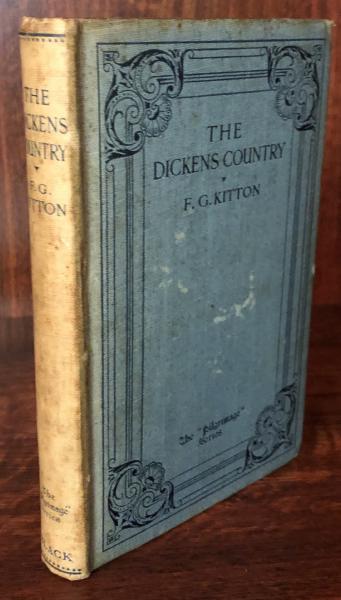 THE
DICKENS
COUNTRY
F. G.
KITTON
The
"Pilgrimage"
Series
BLACK
THE
DICKENS COUNTRY
F. G. KITTON
The "Pilgrimage"
Series